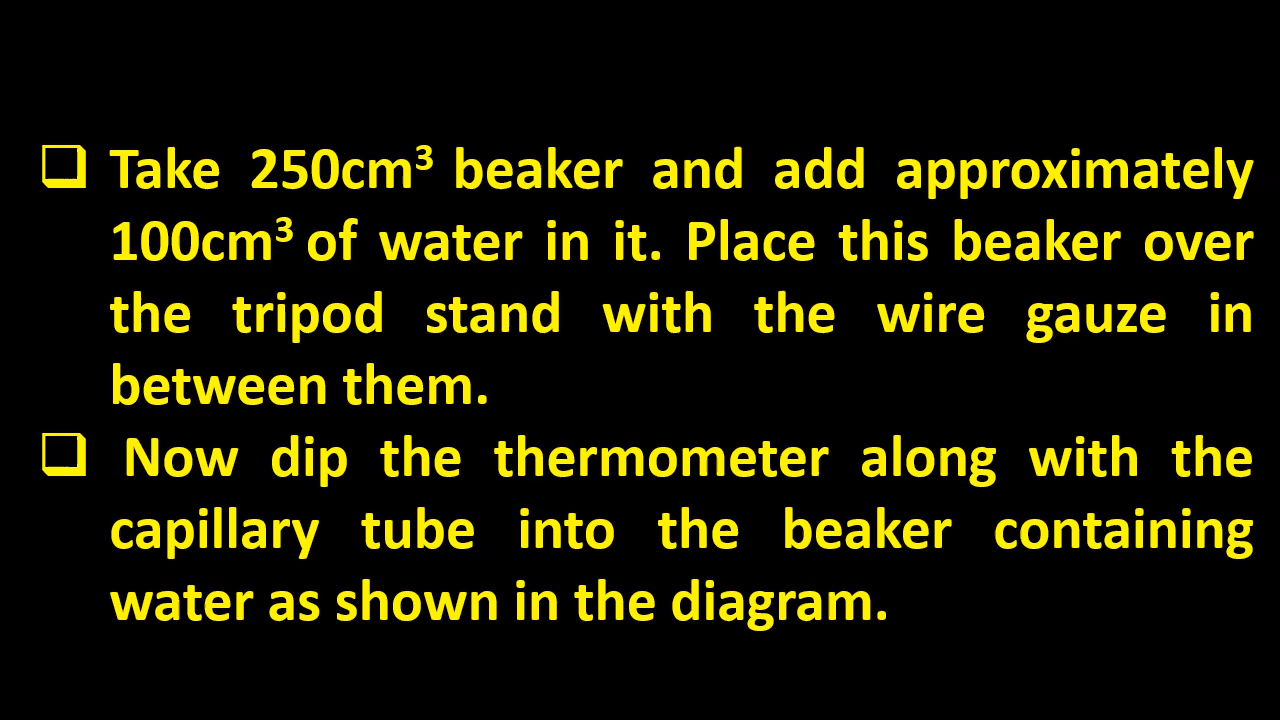 ❑ Take 250cm³ beaker and add approximately
100cm³ of water in it. Place this beaker over
the tripod stand with the wire gauze in
between them.
❑ Now dip the thermometer along with the
capillary tube into the beaker containing
water as shown in the diagram.